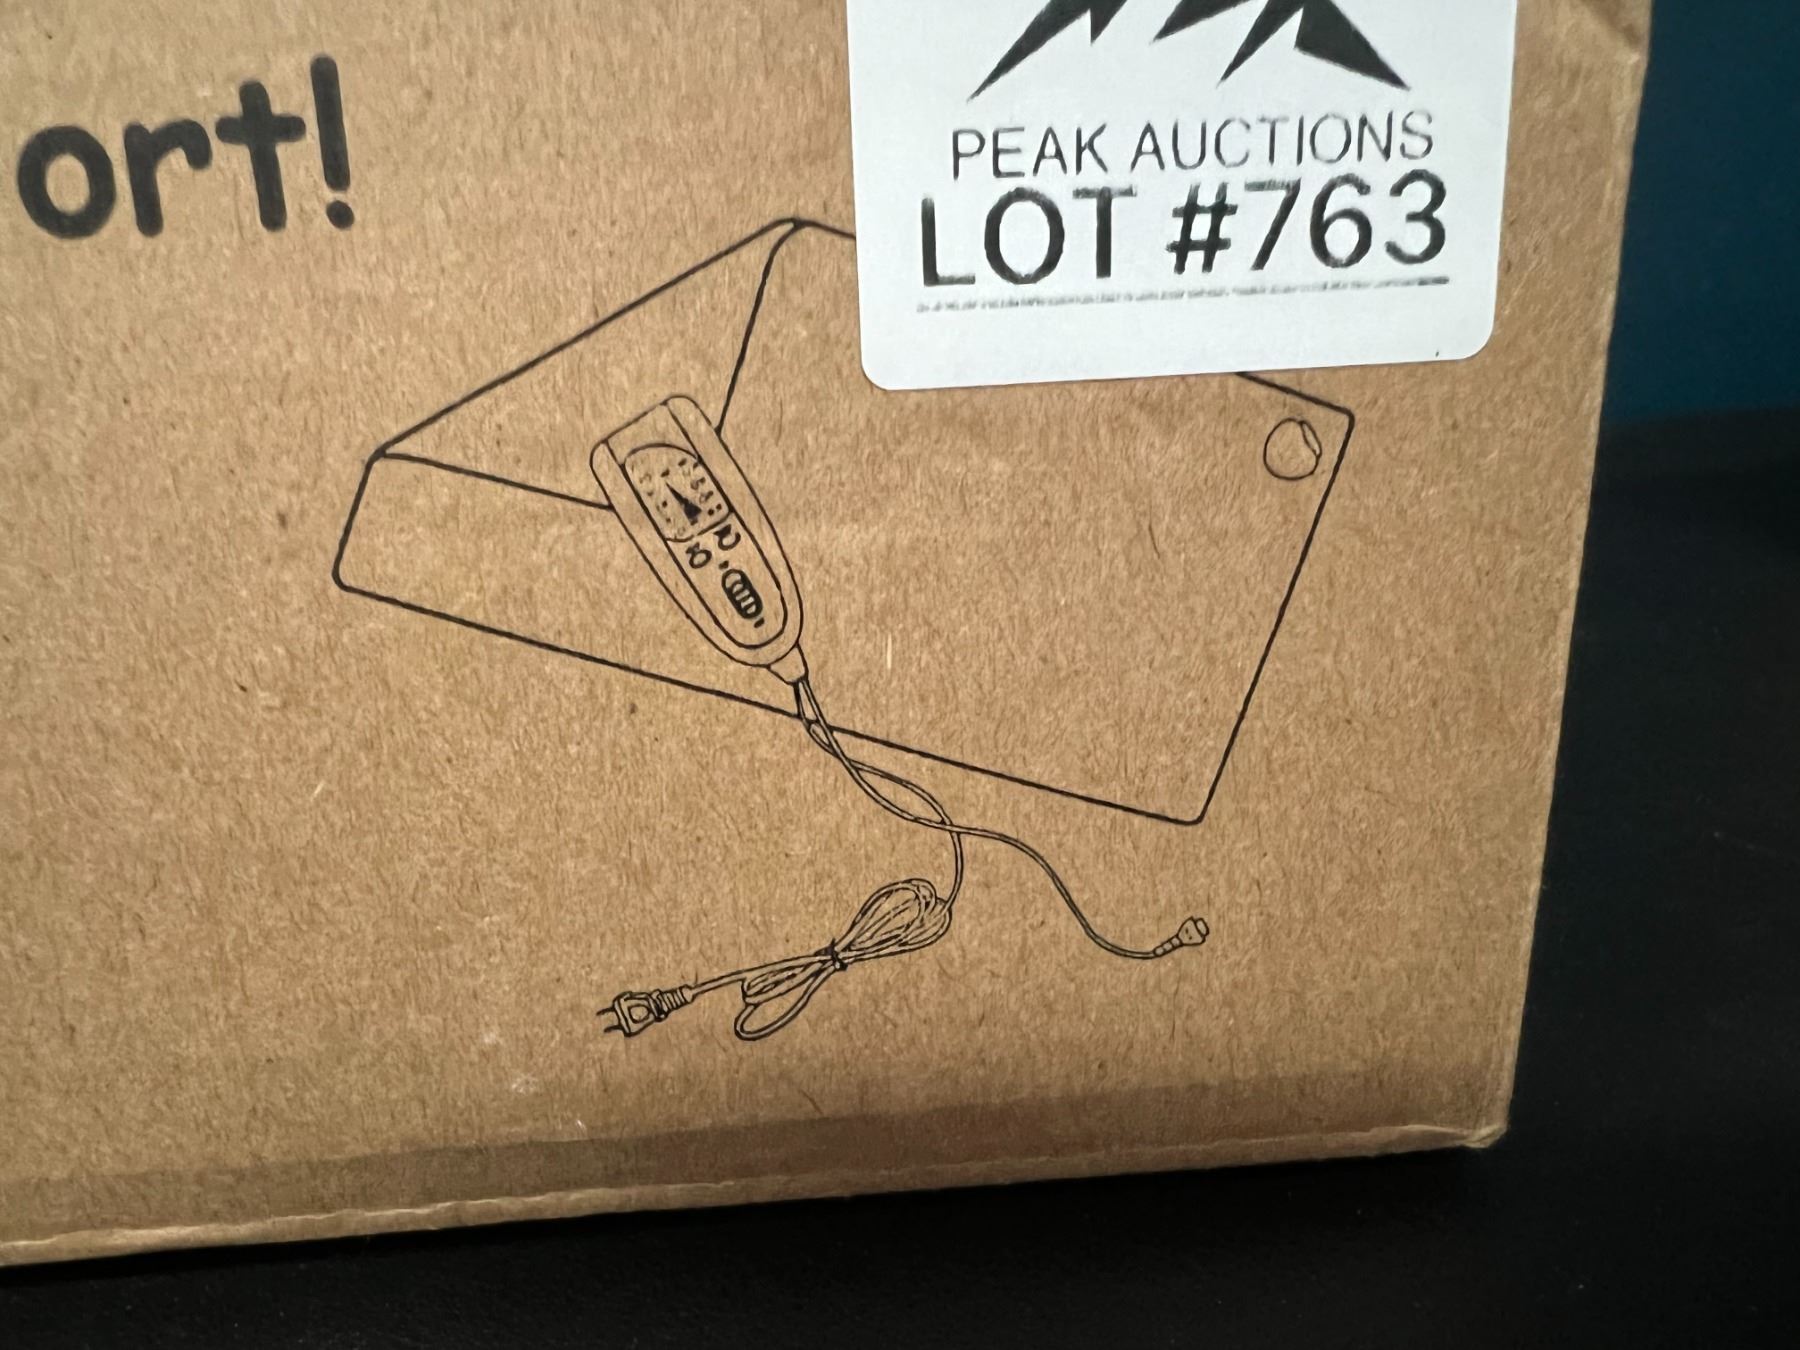 ort!
PEAK AUCTIONS
LOT #763